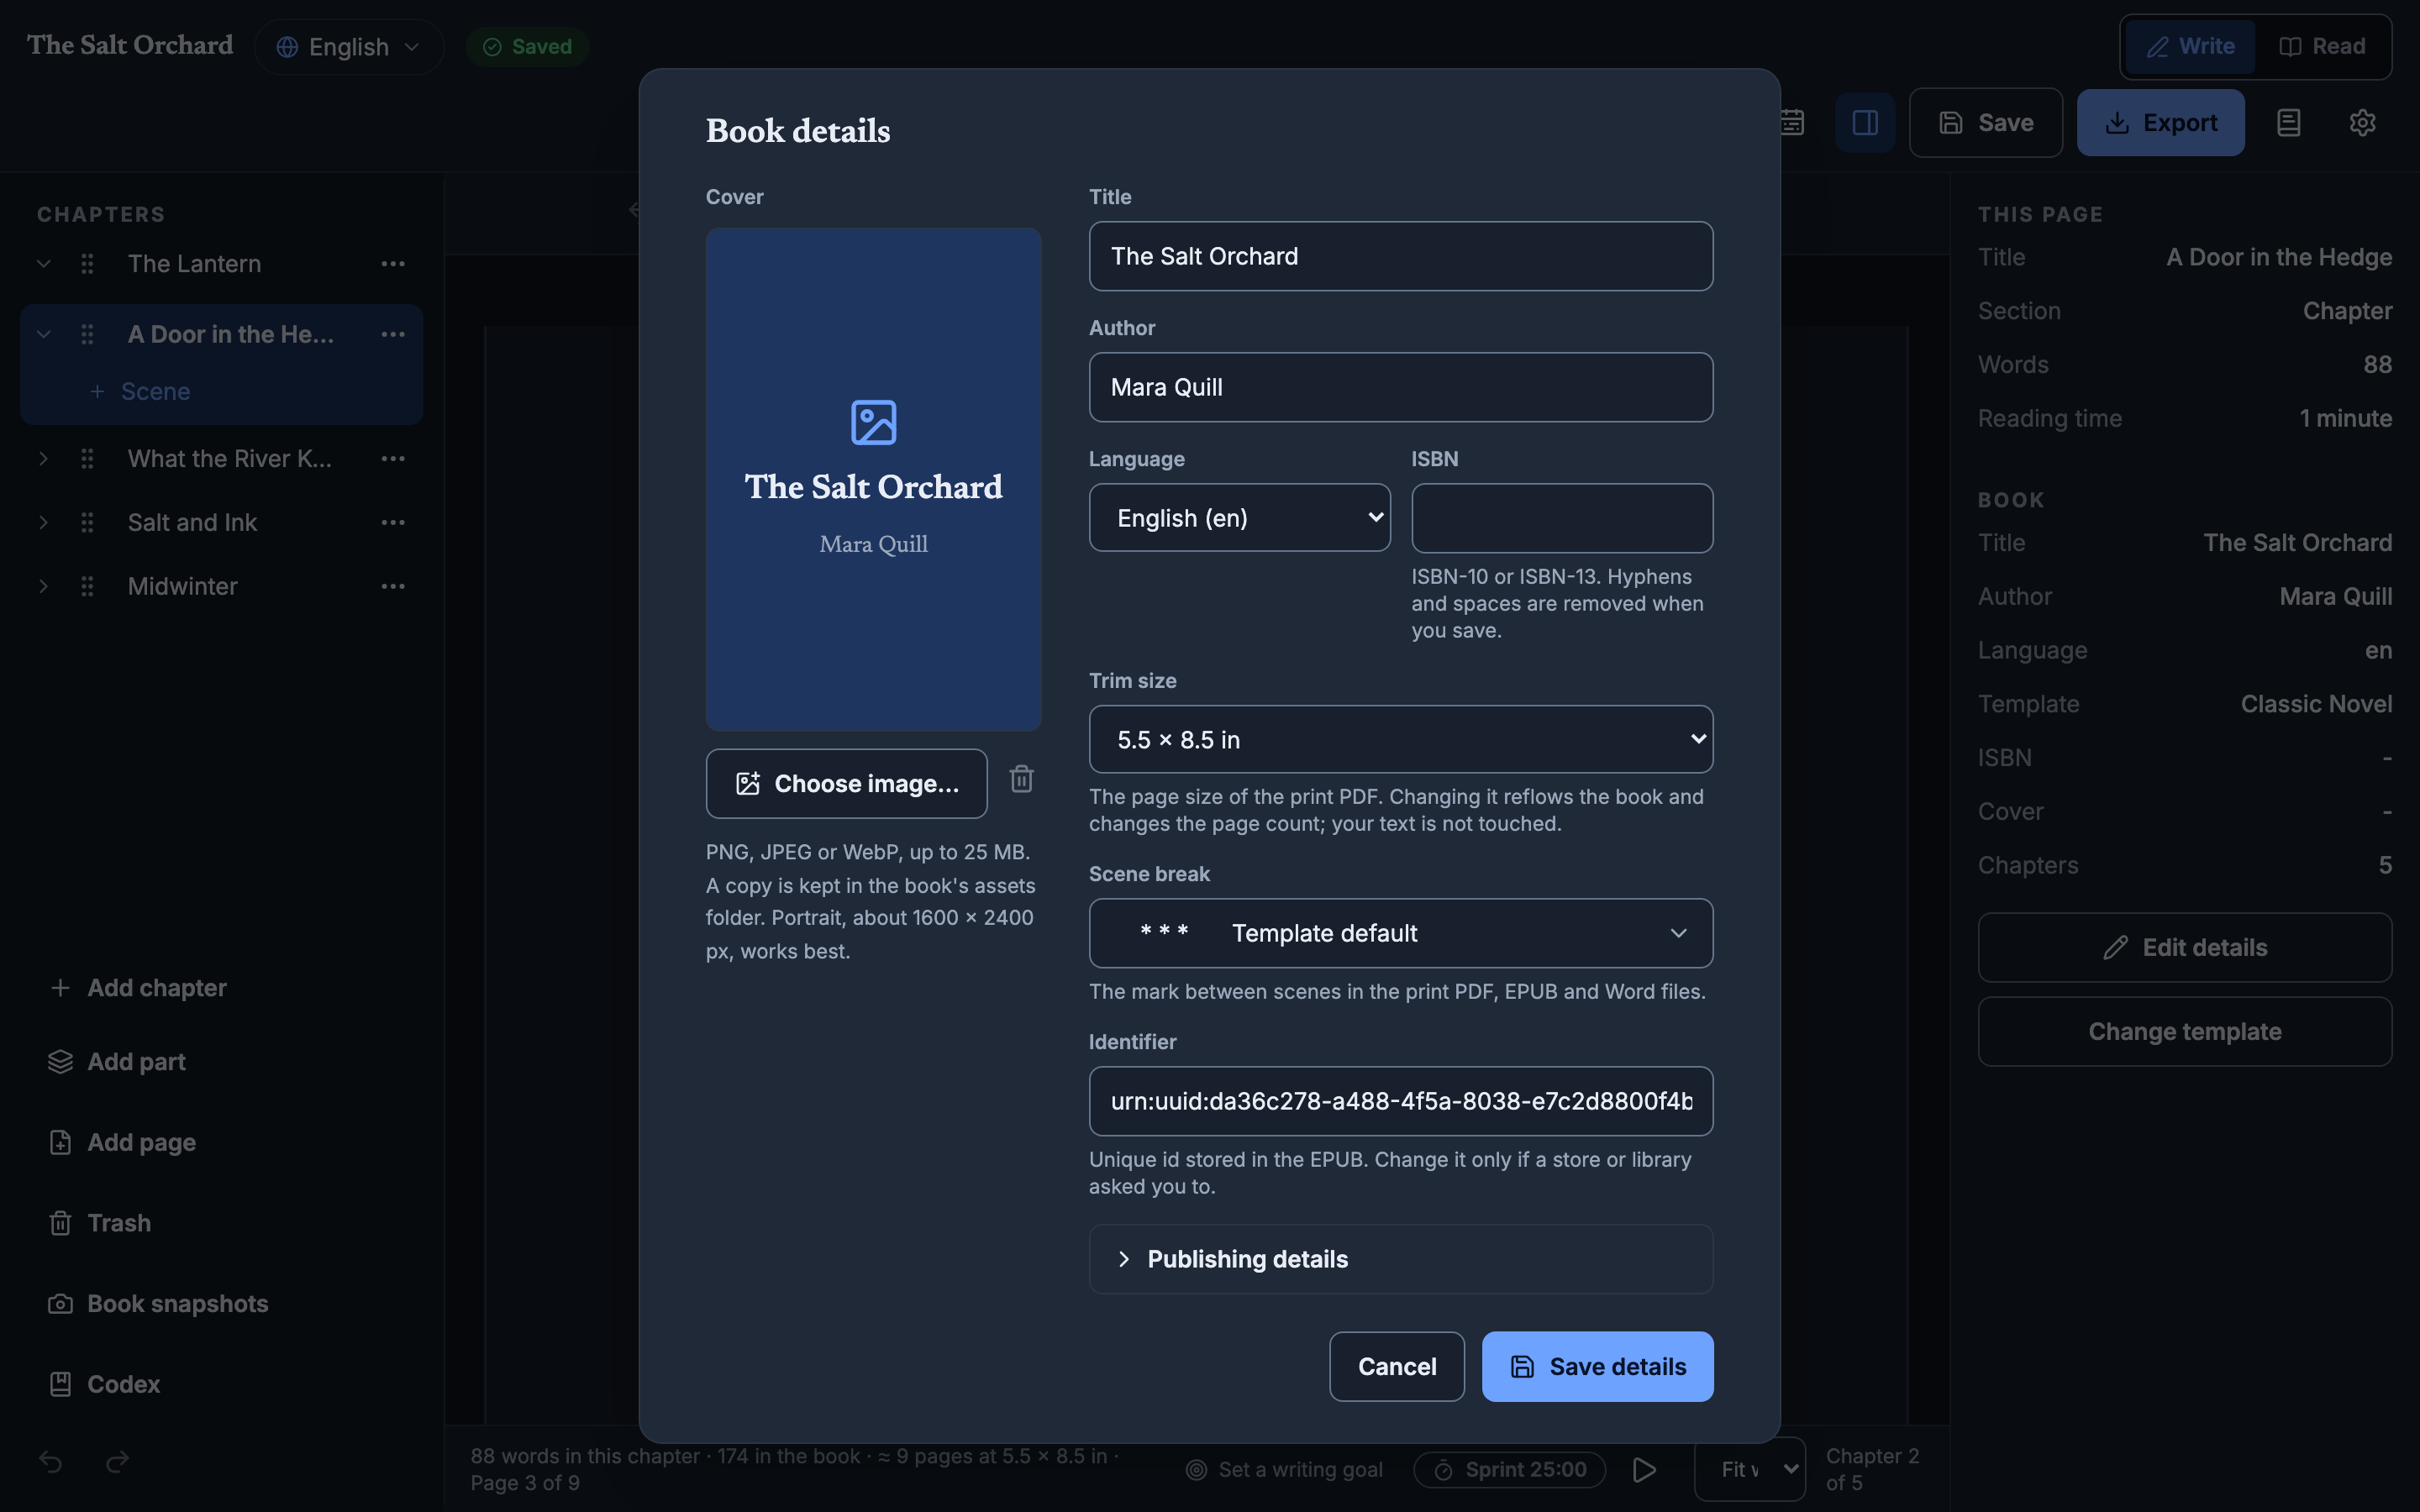 The Salt Orchard
English
Saved
Write
Read
Save
Export
CHAPTERS
The Lantern
A Door in the He...
+ Scene
What the River K...
Salt and Ink
Midwinter
+ Add chapter
Add part
Add page
Trash
Book snapshots
Codex
Book details
Cover
The Salt Orchard
Mara Quill
Choose image...
PNG, JPEG or WebP, up to 25 MB.
A copy is kept in the book's assets
folder. Portrait, about 1600 × 2400
px, works best.
Title
The Salt Orchard
Author
Mara Quill
Language
English (en)
ISBN
ISBN-10 or ISBN-13. Hyphens
and spaces are removed when
you save.
Trim size
5.5 × 8.5 in
The page size of the print PDF. Changing it reflows the book and
changes the page count; your text is not touched.
Scene break
* * * Template default
The mark between scenes in the print PDF, EPUB and Word files.
Identifier
urn:uuid:da36c278-a488-4f5a-8038-e7c2d8800f4b
Unique id stored in the EPUB. Change it only if a store or library
asked you to.
Publishing details
Cancel
Save details
THIS PAGE
Title A Door in the Hedge
Section Chapter
Words 88
Reading time 1 minute
BOOK
Title The Salt Orchard
Author Mara Quill
Language en
Template Classic Novel
ISBN -
Cover -
Chapters 5
Edit details
Change template
88 words in this chapter · 174 in the book · ≈ 9 pages at 5.5 × 8.5 in ·
Page 3 of 9
Set a writing goal
Sprint 25:00
Fit
Chapter 2
of 5